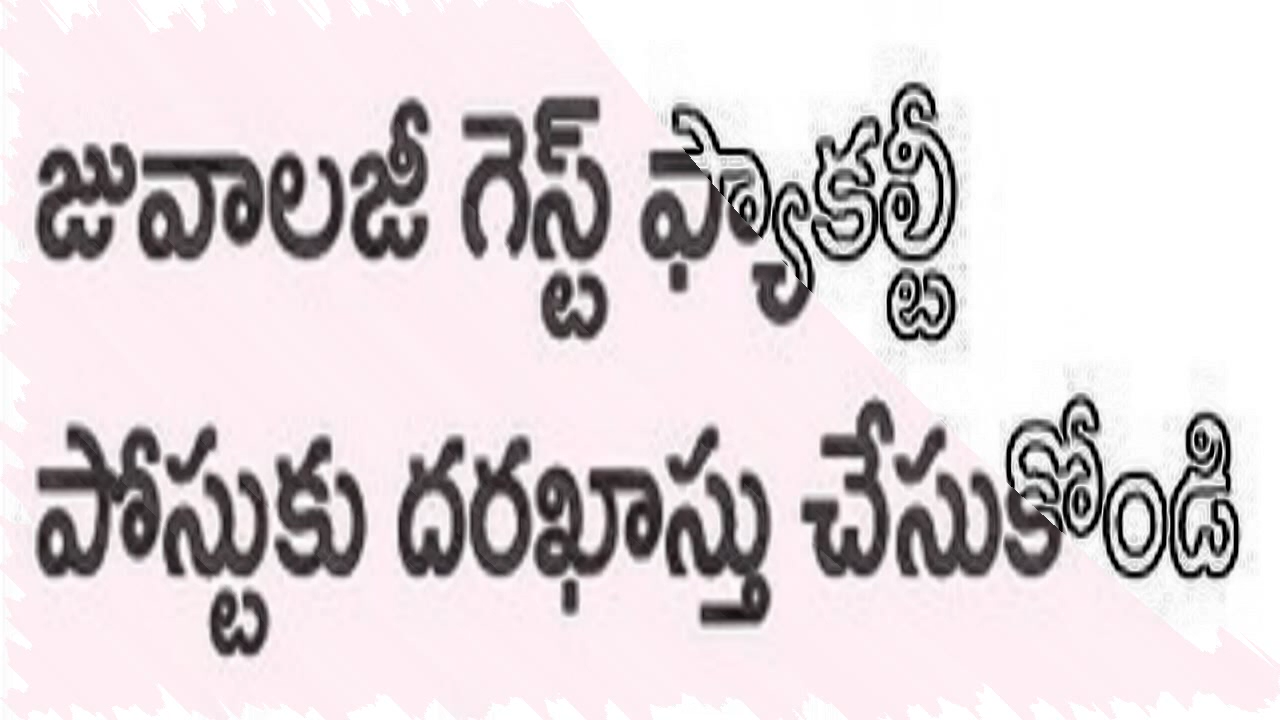 జువాలజీ గెస్ట్ ఫ్యాకల్టీ
పోస్టుకు దరఖాస్తు చేసుకోండి